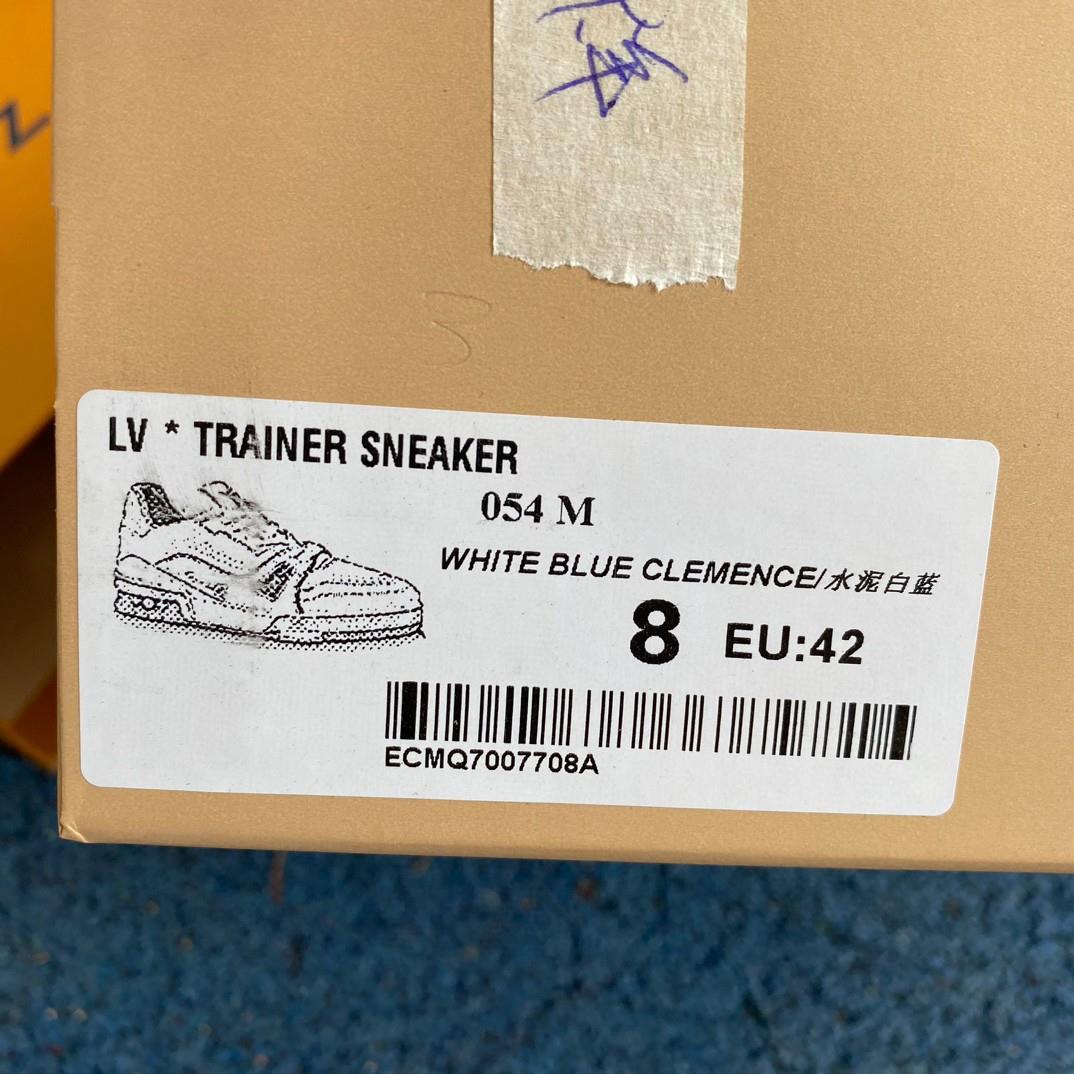 LV * TRAINER SNEAKER
054 M
WHITE BLUE CLEMENCE/水泥白蓝
8 EU:42
ECMQ7007708A